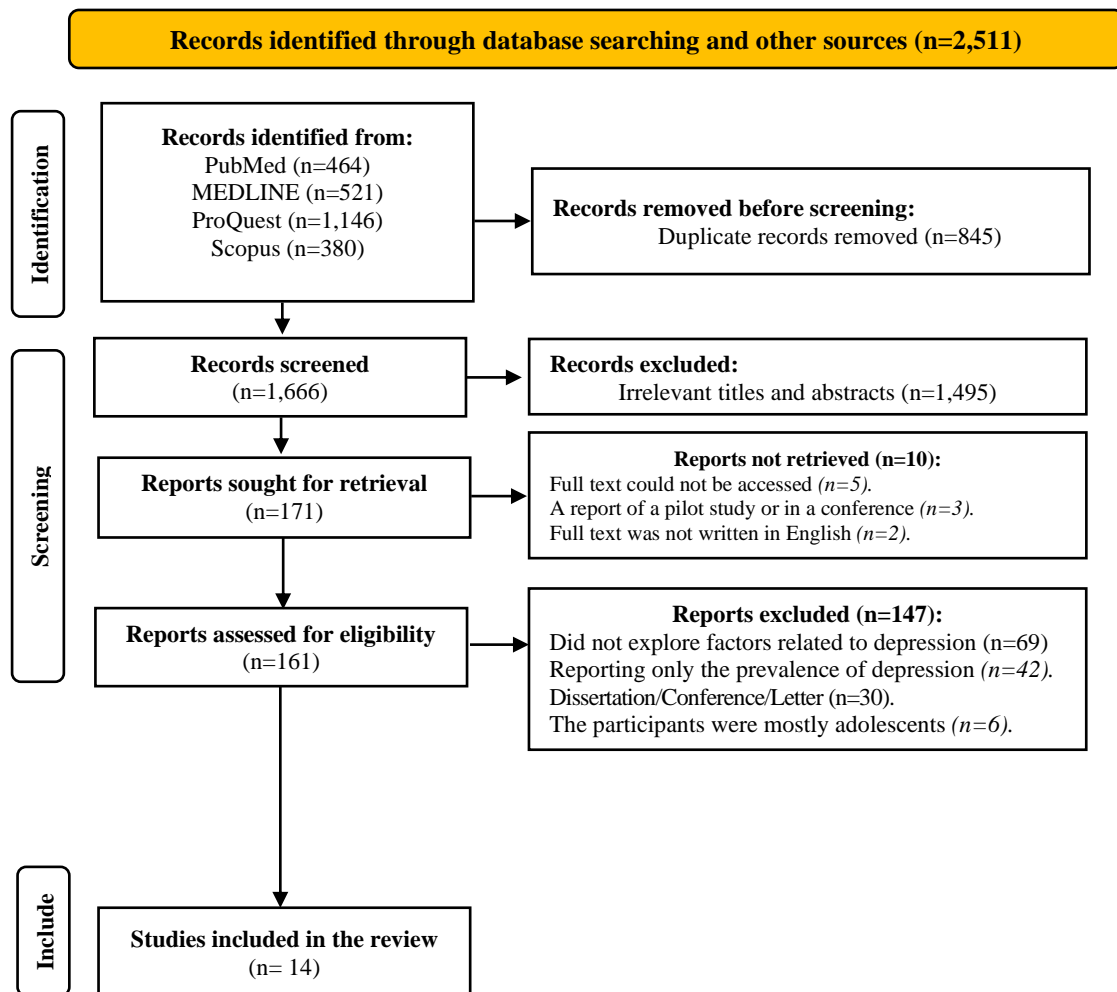 Records identified through database searching and other sources (n=2,511)
Identification
Records identified from:
PubMed (n=464)
MEDLINE (n=521)
ProQuest (n=1,146)
Scopus (n=380)
Records removed before screening:
Duplicate records removed (n=845)
Screening
Records screened
(n=1,666)
Records excluded:
Irrelevant titles and abstracts (n=1,495)
Reports sought for retrieval
(n=171)
Reports not retrieved (n=10):
Full text could not be accessed (n=5).
A report of a pilot study or in a conference (n=3).
Full text was not written in English (n=2).
Reports assessed for eligibility
(n=161)
Reports excluded (n=147):
Did not explore factors related to depression (n=69)
Reporting only the prevalence of depression (n=42).
Dissertation/Conference/Letter (n=30).
The participants were mostly adolescents (n=6).
Include
Studies included in the review
(n= 14)